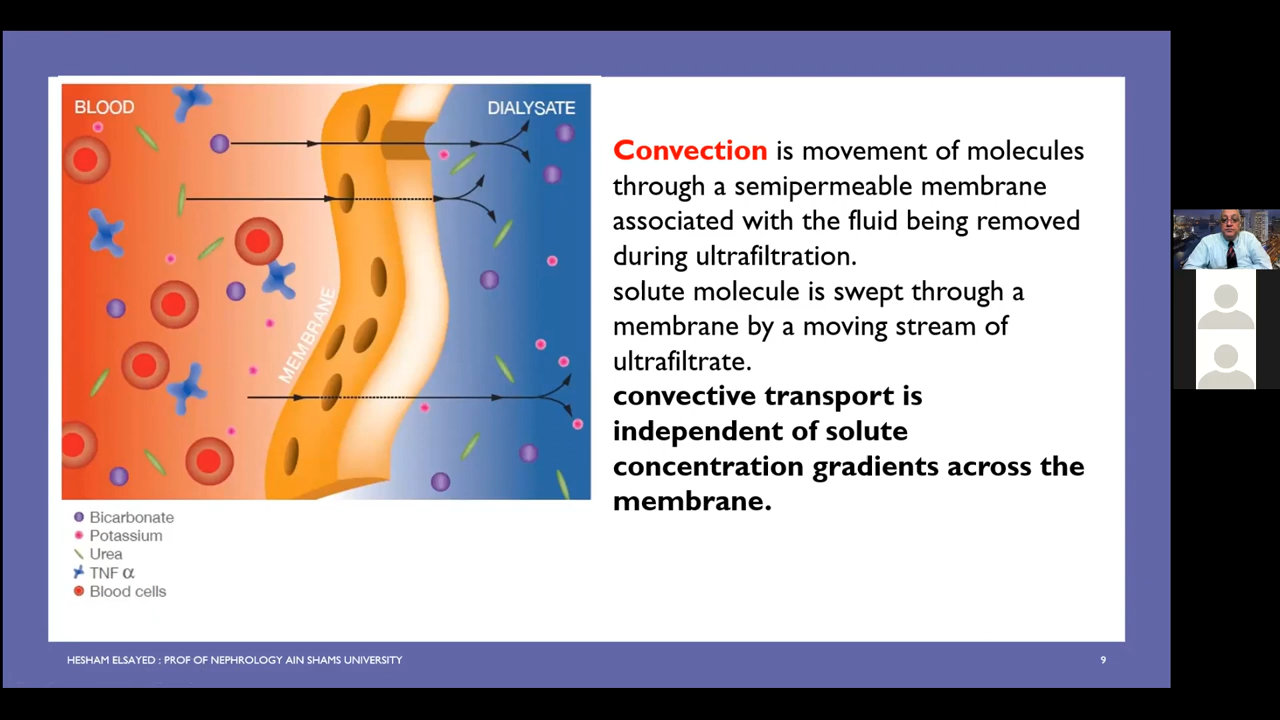 BLOOD
DIALYSATE
MEMBRANE
Bicarbonate
Potassium
Urea
TNF α
Blood cells
Convection is movement of molecules
through a semipermeable membrane
associated with the fluid being removed
during ultrafiltration.
solute molecule is swept through a
membrane by a moving stream of
ultrafiltrate.
convective transport is
independent of solute
concentration gradients across the
membrane.
HESHAM ELSAYED : PROF OF NEPHROLOGY AIN SHAMS UNIVERSITY
9